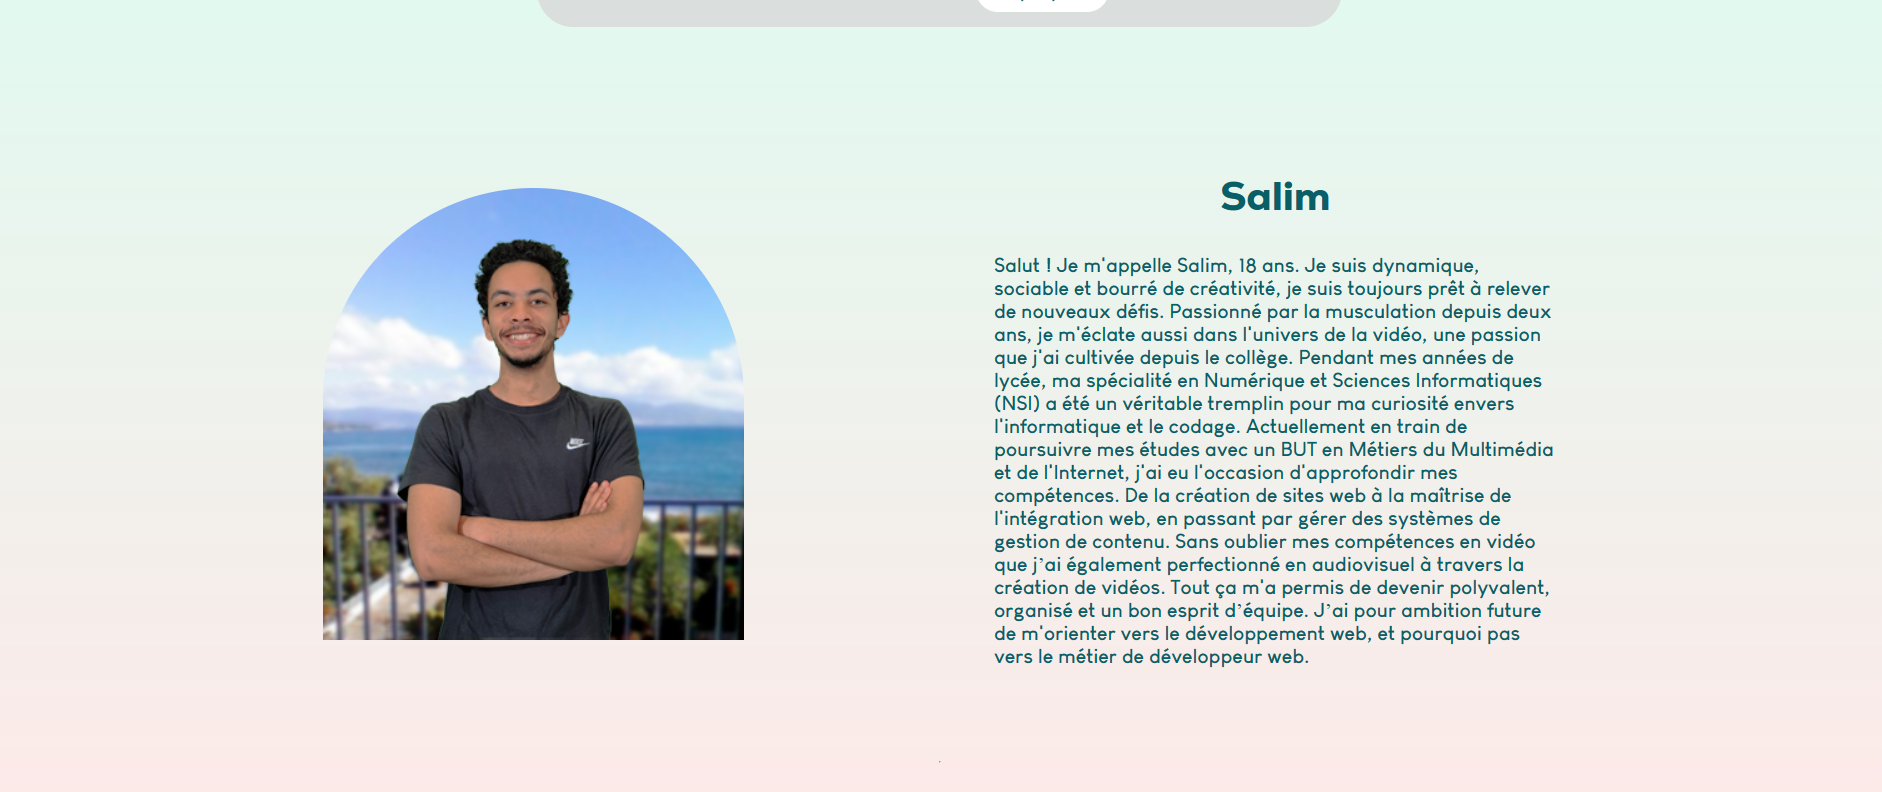 Salim
Salut ! Je m'appelle Salim, 18 ans. Je suis dynamique,
sociable et bourré de créativité, je suis toujours prêt à relever
de nouveaux défis. Passionné par la musculation depuis deux
ans, je m'éclate aussi dans l'univers de la vidéo, une passion
que j'ai cultivée depuis le collège. Pendant mes années de
lycée, ma spécialité en Numérique et Sciences Informatiques
(NSI) a été un véritable tremplin pour ma curiosité envers
l'informatique et le codage. Actuellement en train de
poursuivre mes études avec un BUT en Métiers du Multimédia
et de l'Internet, j'ai eu l'occasion d'approfondir mes
compétences. De la création de sites web à la maîtrise de
l'intégration web, en passant par gérer des systèmes de
gestion de contenu. Sans oublier mes compétences en vidéo
que j’ai également perfectionné en audiovisuel à travers la
création de vidéos. Tout ça m'a permis de devenir polyvalent,
organisé et un bon esprit d’équipe. J’ai pour ambition future
de m'orienter vers le développement web, et pourquoi pas
vers le métier de développeur web.
NIKE